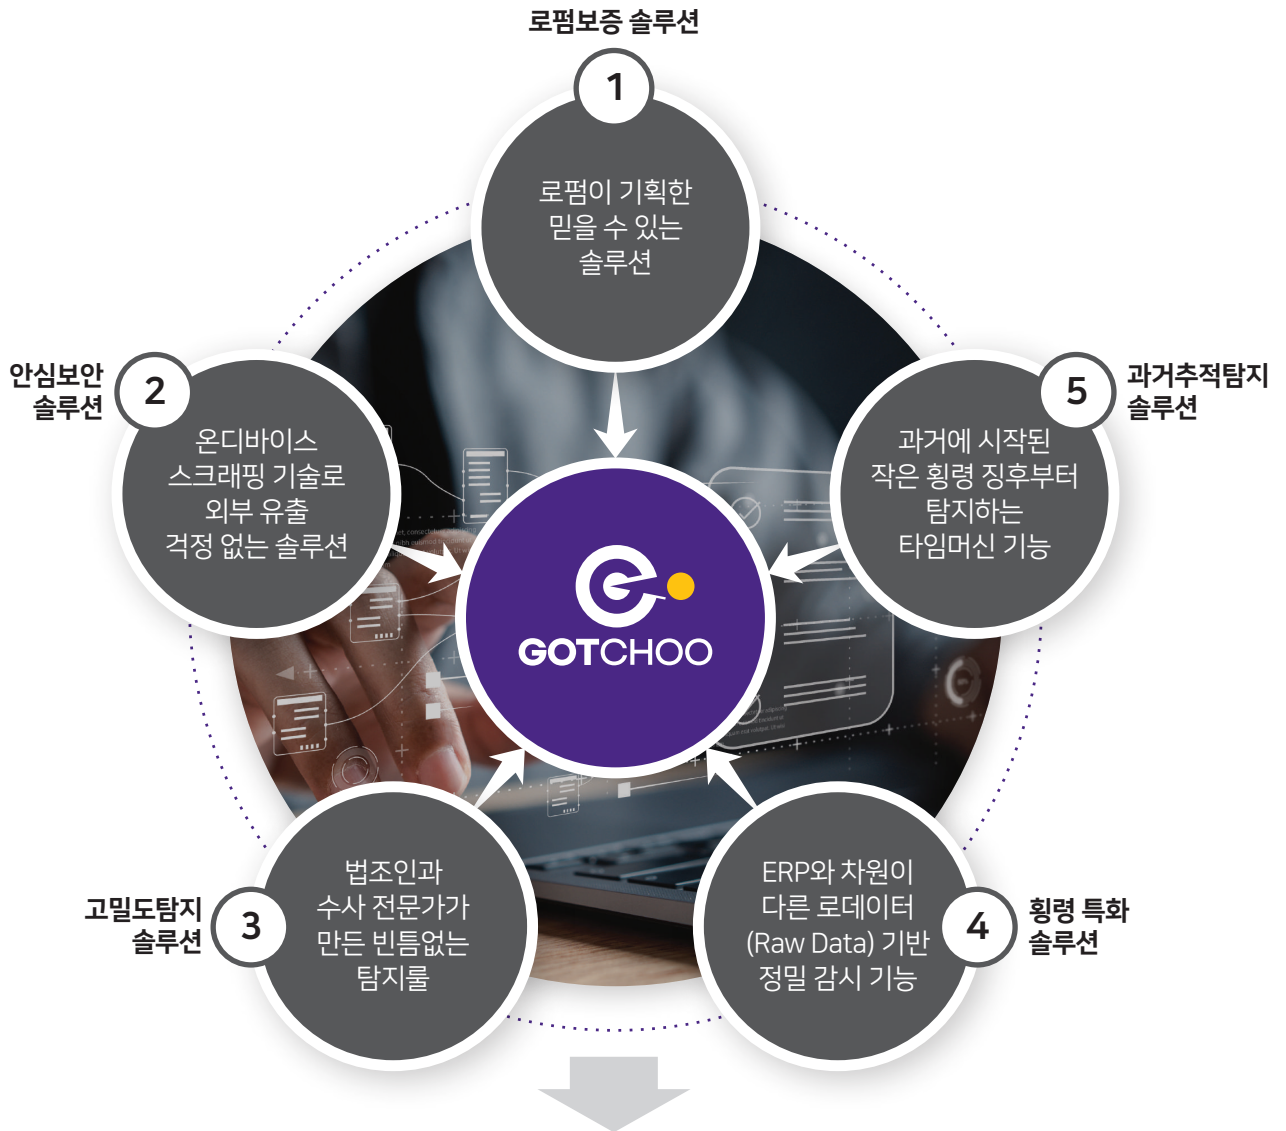 로펌보증 솔루션
1
로펌이 기획한
믿을 수 있는
솔루션
안심보안
솔루션
2
온디바이스
스크래핑 기술로
외부 유출
걱정 없는 솔루션
5
과거추적탐지
솔루션
과거에 시작된
작은 횡령 징후부터
탐지하는
타임머신 기능
GOTCHOO
고밀도탐지
솔루션
3
법조인과
수사 전문가가
만든 빈틈없는
탐지룰
4
횡령 특화
솔루션
ERP와 차원이
다른 로데이터
(Raw Data) 기반
정밀 감시 기능